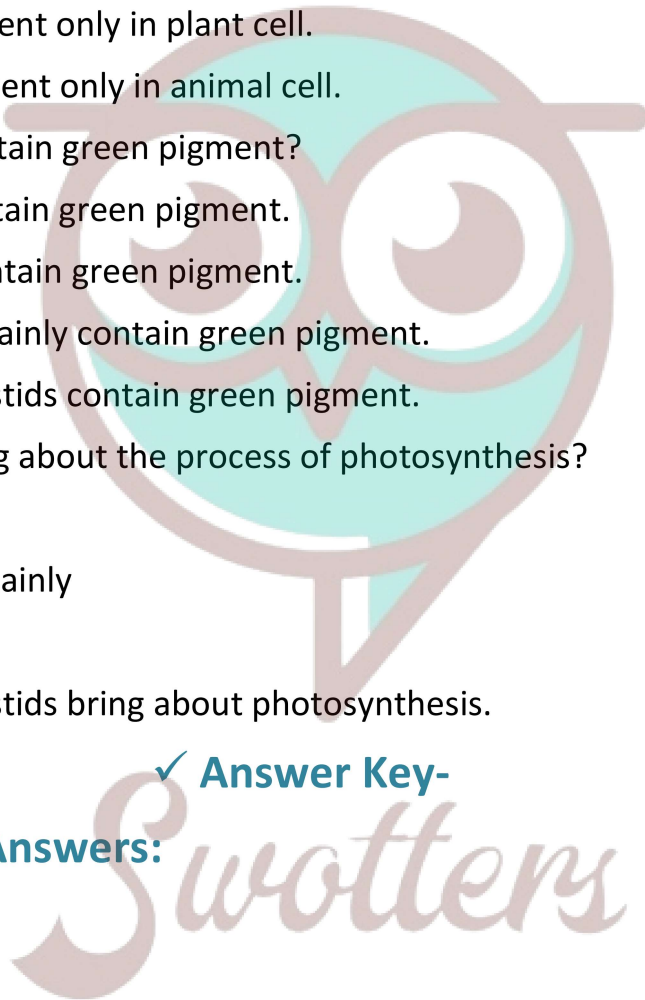 ent only in plant cell.
ent only in animal cell.
tain green pigment?
tain green pigment.
ntain green pigment.
ainly contain green pigment.
stids contain green pigment.
g about the process of photosynthesis?
ainly
stids bring about photosynthesis.
✓ Answer Key-
Answers:
Swotters